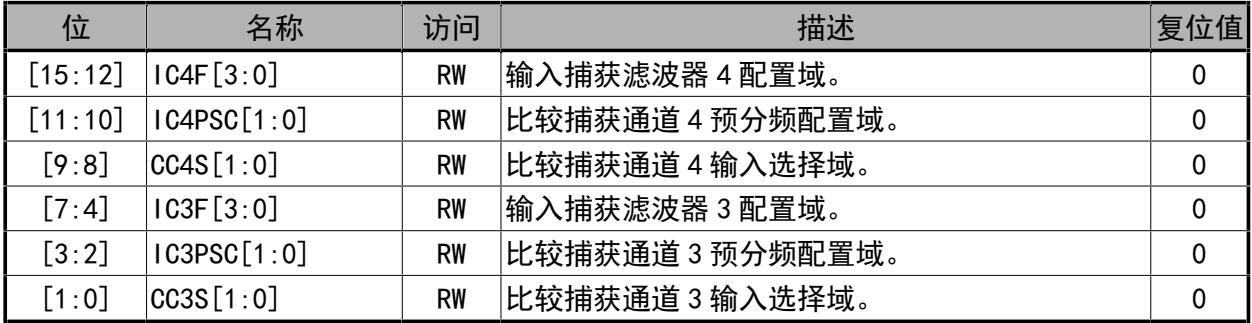 位 名称 访问 描述 复位值
[15:12] IC4F[3:0] RW 输入捕获滤波器 4 配置域。 0
[11:10] IC4PSC[1:0] RW 比较捕获通道 4 预分频配置域。 0
[9:8] CC4S[1:0] RW 比较捕获通道 4 输入选择域。 0
[7:4] IC3F[3:0] RW 输入捕获滤波器 3 配置域。 0
[3:2] IC3PSC[1:0] RW 比较捕获通道 3 预分频配置域。 0
[1:0] CC3S[1:0] RW 比较捕获通道 3 输入选择域。 0